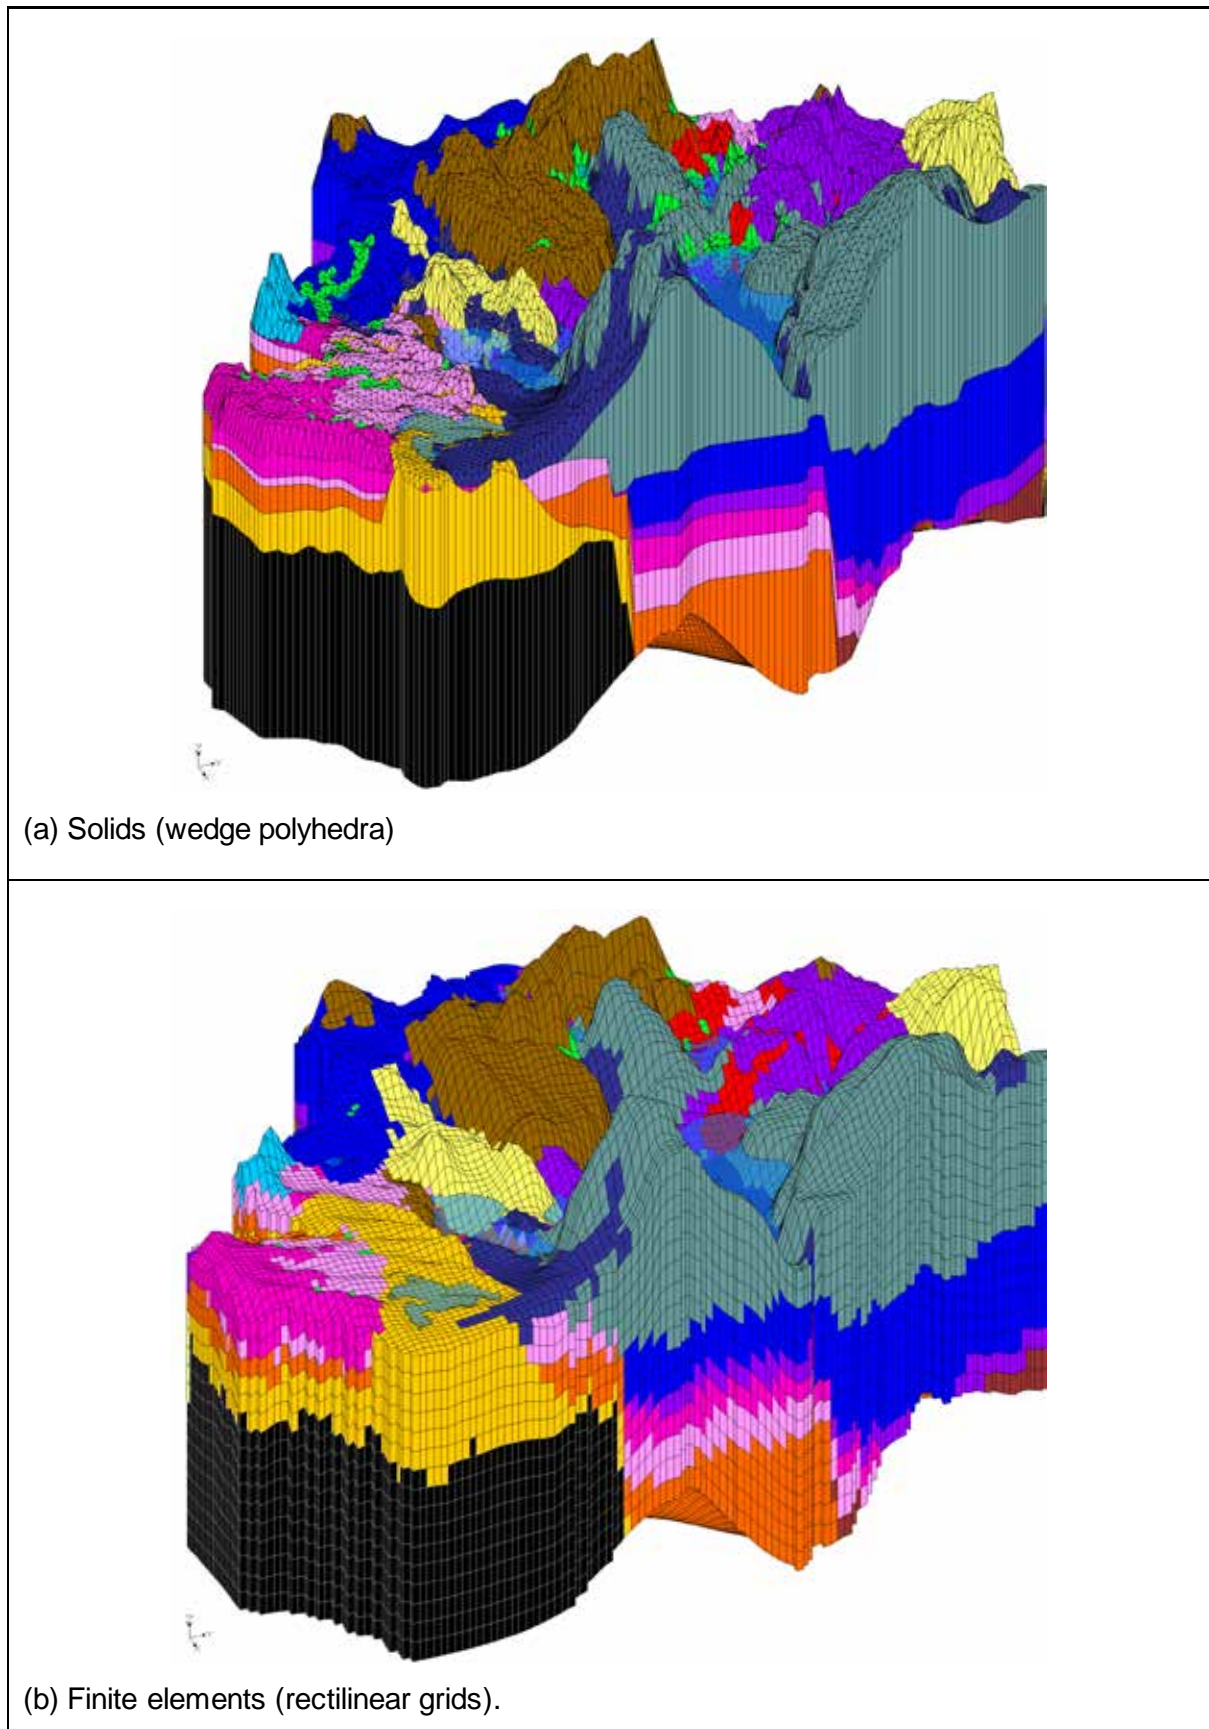 (a) Solids (wedge polyhedra)
(b) Finite elements (rectilinear grids).